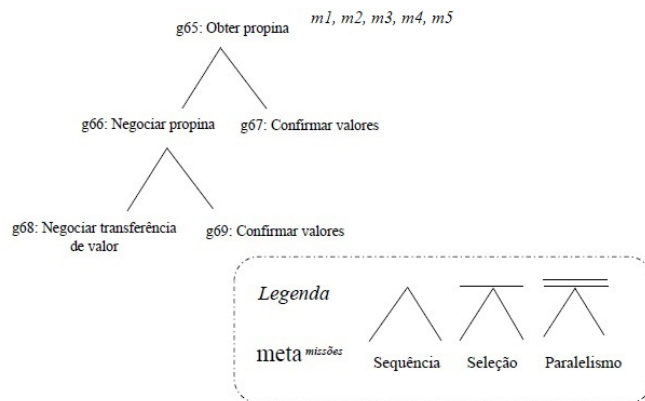 g65: Obter propina m1, m2, m3, m4, m5
g66: Negociar propina g67: Confirmar valores
g68: Negociar transferência
de valor
g69: Confirmar valores
Legenda
meta missões
Sequência Seleção Paralelismo